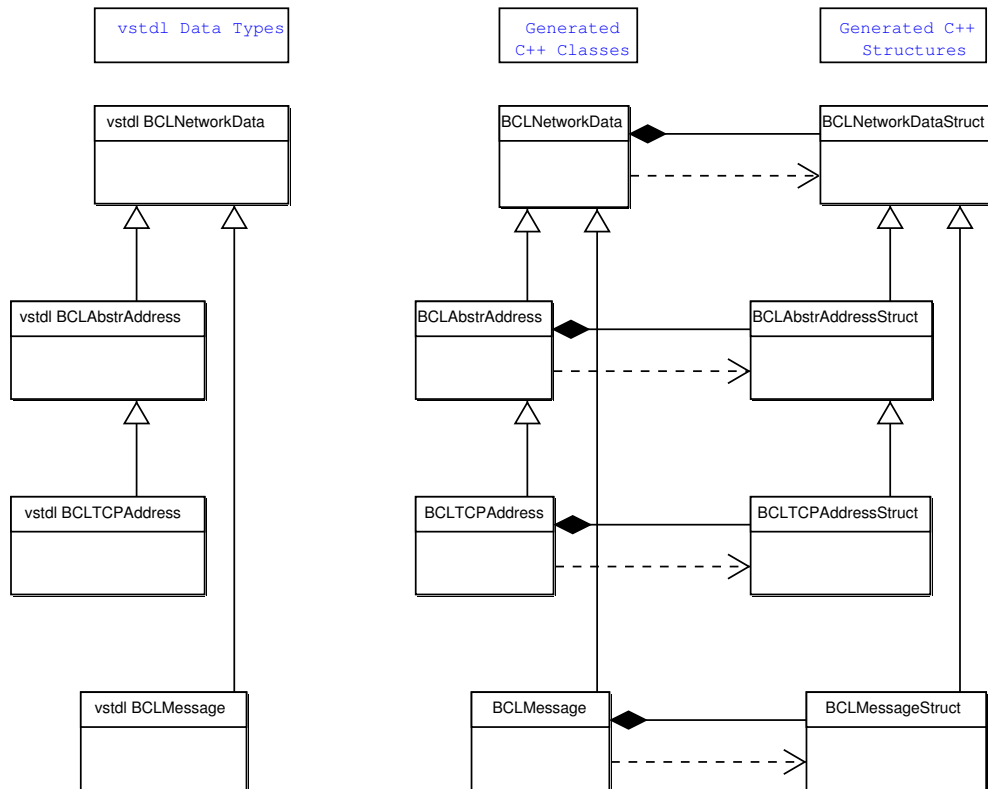 vstdl Data Types
Generated
C++ Classes
Generated C++
Structures
vstdl BCLNetworkData
BCLNetworkData
BCLNetworkDataStruct
vstdl BCLAbstrAddress
BCLAbstrAddress
BCLAbstrAddressStruct
vstdl BCLTCPAddress
BCLTCPAddress
BCLTCPAddressStruct
vstdl BCLMessage
BCLMessage
BCLMessageStruct